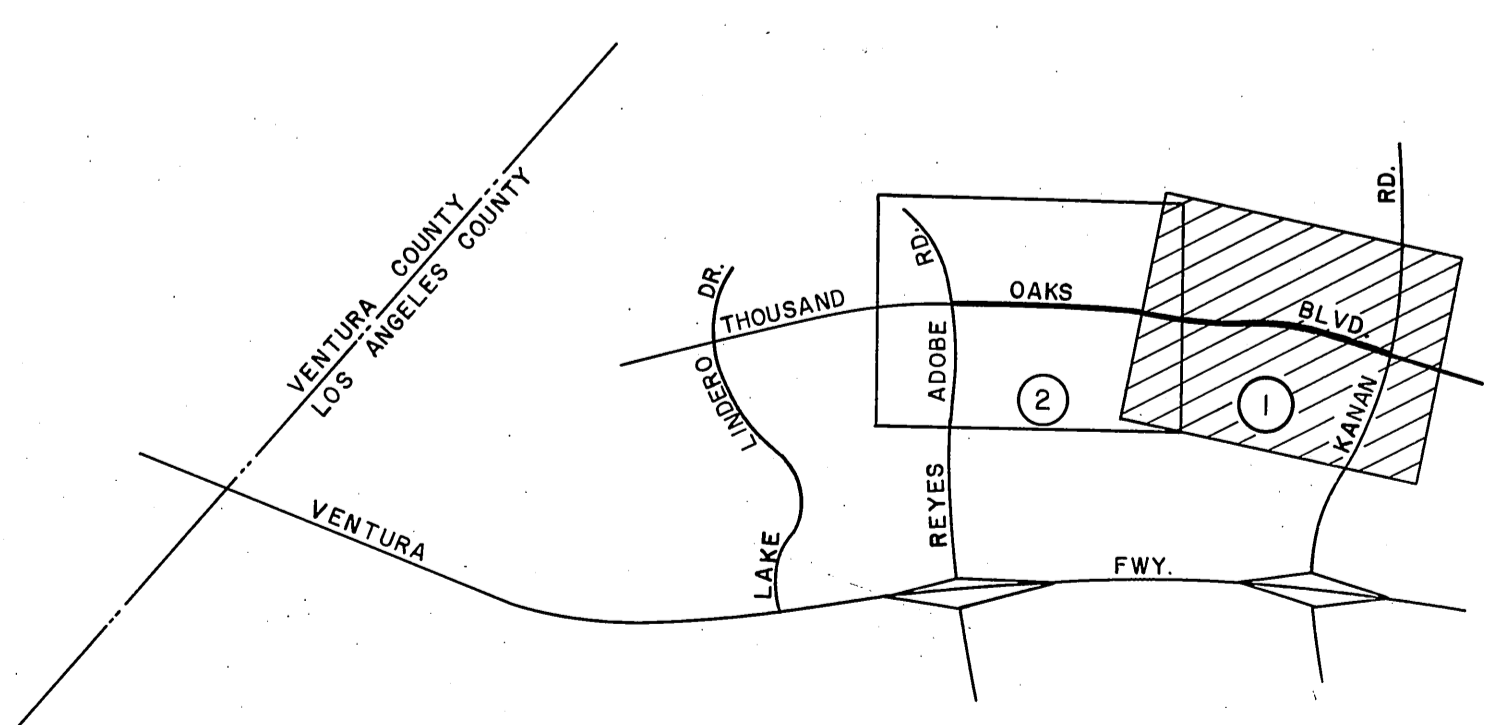 VENTURA COUNTY
LOS ANGELES COUNTY
VENTURA
FWY.
LAKE LINDERO DR.
THOUSAND OAKS BLVD.
REYES ADOBE RD.
KANAN RD.
2
1